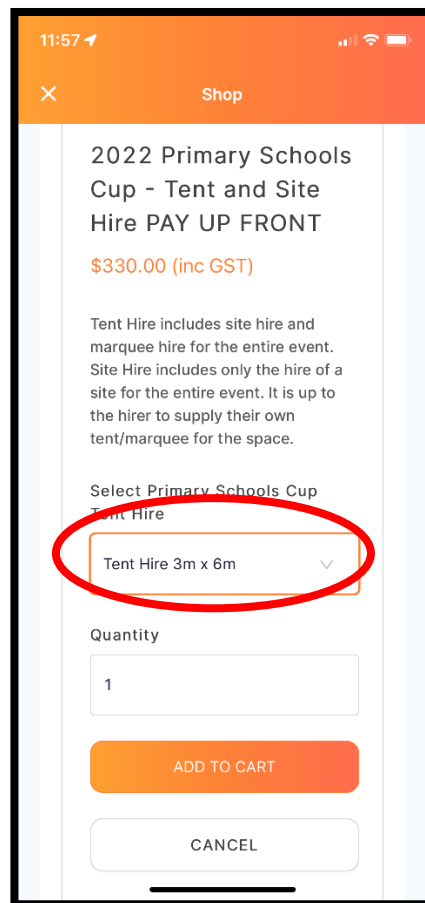 11:57
Shop
2022 Primary Schools
Cup - Tent and Site
Hire PAY UP FRONT
$330.00 (inc GST)
Tent Hire includes site hire and
marquee hire for the entire event.
Site Hire includes only the hire of a
site for the entire event. It is up to
the hirer to supply their own
tent/marquee for the space.
Select Primary Schools Cup
Tent Hire
Tent Hire 3m x 6m
Quantity
1
ADD TO CART
CANCEL